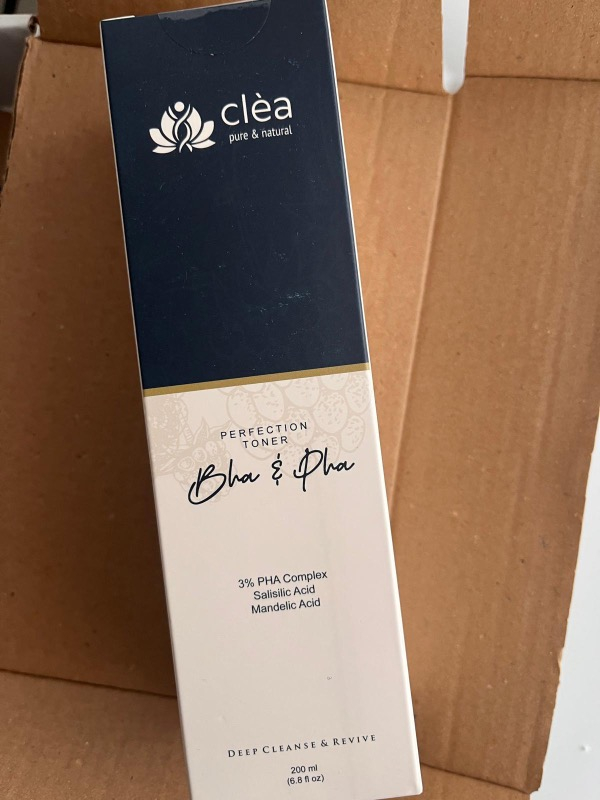 clèa
pure & natural
PERFECTION
TONER
Bha & Pha
3% PHA Complex
Salisilic Acid
Mandelic Acid
DEEP CLEANSE & REVIVE
200 ml
(6.8 fl oz)